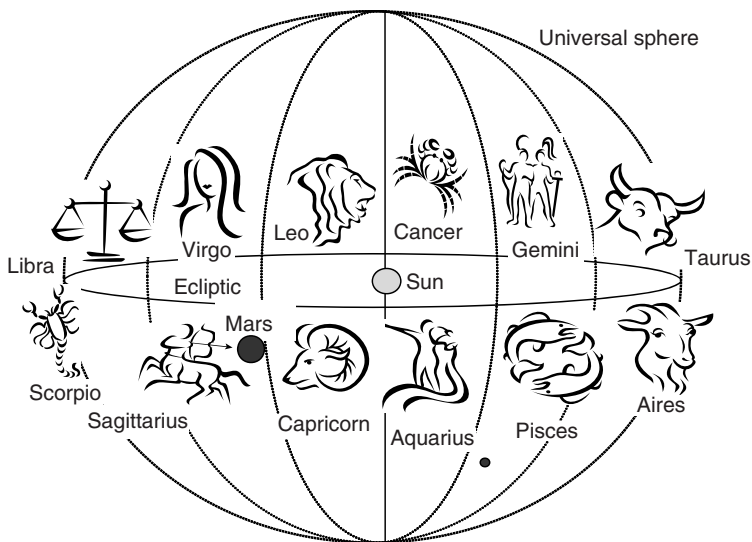 Universal sphere
Virgo
Leo
Cancer
Gemini
Taurus
Libra
Ecliptic
Sun
Mars
Scorpio
Sagittarius
Capricorn
Aquarius
Pisces
Aires